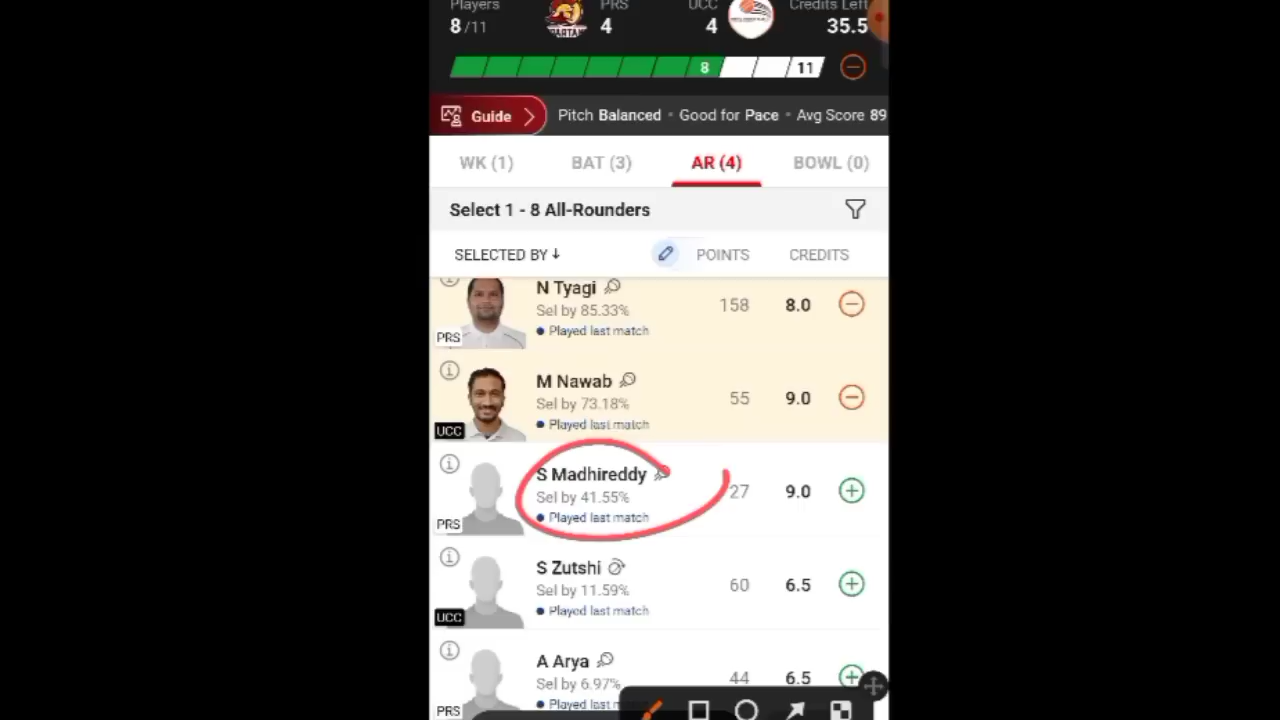 Players PRS UCC Credits Left
8/11 4 4 35.5
8 11
Guide Pitch Balanced • Good for Pace • Avg Score 89
WK (1) BAT (3) AR (4) BOWL (0)
Select 1 - 8 All-Rounders
SELECTED BY POINTS CREDITS
N Tyagi
Sel by 85.33% 158 8.0
Played last match
PRS
M Nawab
Sel by 73.18% 55 9.0
Played last match
UCC
S Madhireddy
Sel by 41.55% 27 9.0
Played last match
PRS
S Zutshi
Sel by 11.59% 60 6.5
Played last match
UCC
A Arya
Sel by 6.97% 44 6.5
Played last
PRS